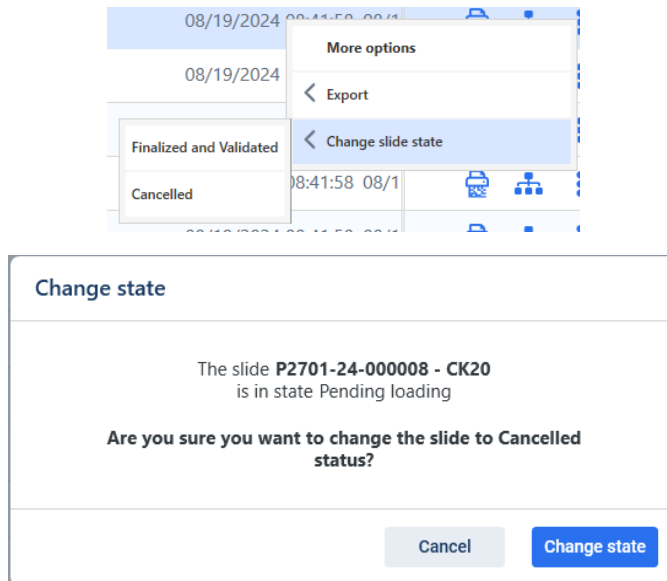 08/19/2024 08:41:58 08/1
More options
08/19/2024
Export
Change slide state
Finalized and Validated
Cancelled
08:41:58 08/1
Change state
The slide P2701-24-000008 - CK20
is in state Pending loading
Are you sure you want to change the slide to Cancelled
status?
Cancel
Change state